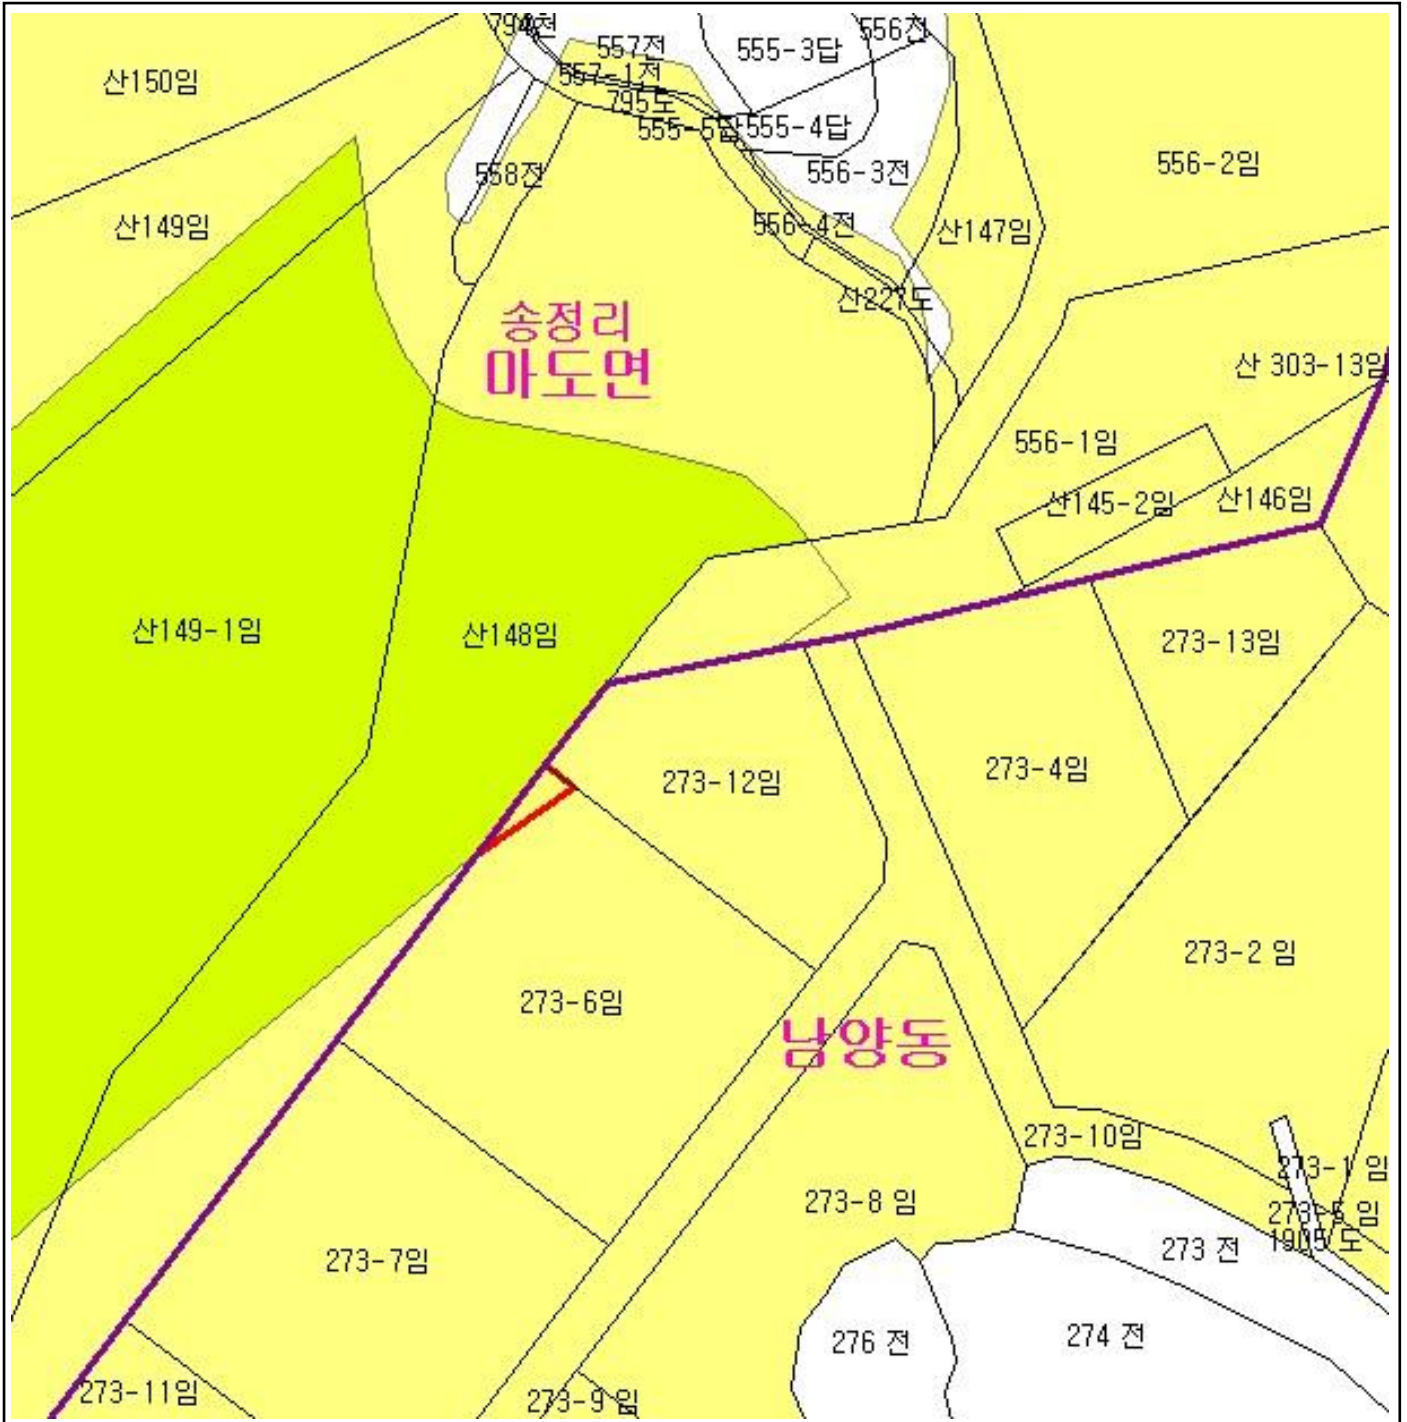 794전
557전
555-3답
556전
산150임
557-1전
795도
555-5답
555-4답
558전
556-3전
556-2임
산149임
556-4전
산147임
산227도
송정리
마도면
산 303-13임
556-1임
산145-2임
산146임
산149-1임
산148임
273-13임
273-12임
273-4임
273-6임
273-2 임
남양동
273-10임
273-1 임
273-8 임
273-5 임
1905 도
273 전
273-7임
276 전
274 전
273-11임
273-9 임